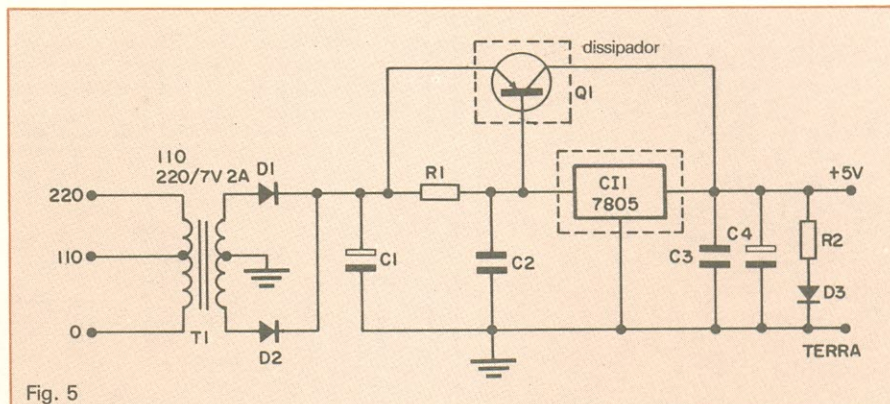 dissipador
Q1
110
220/7V 2A
D1
220
R1
CI1
7805
+5V
110
C1
C2
C3
C4
R2
D3
0
T1
D2
TERRA
Fig. 5